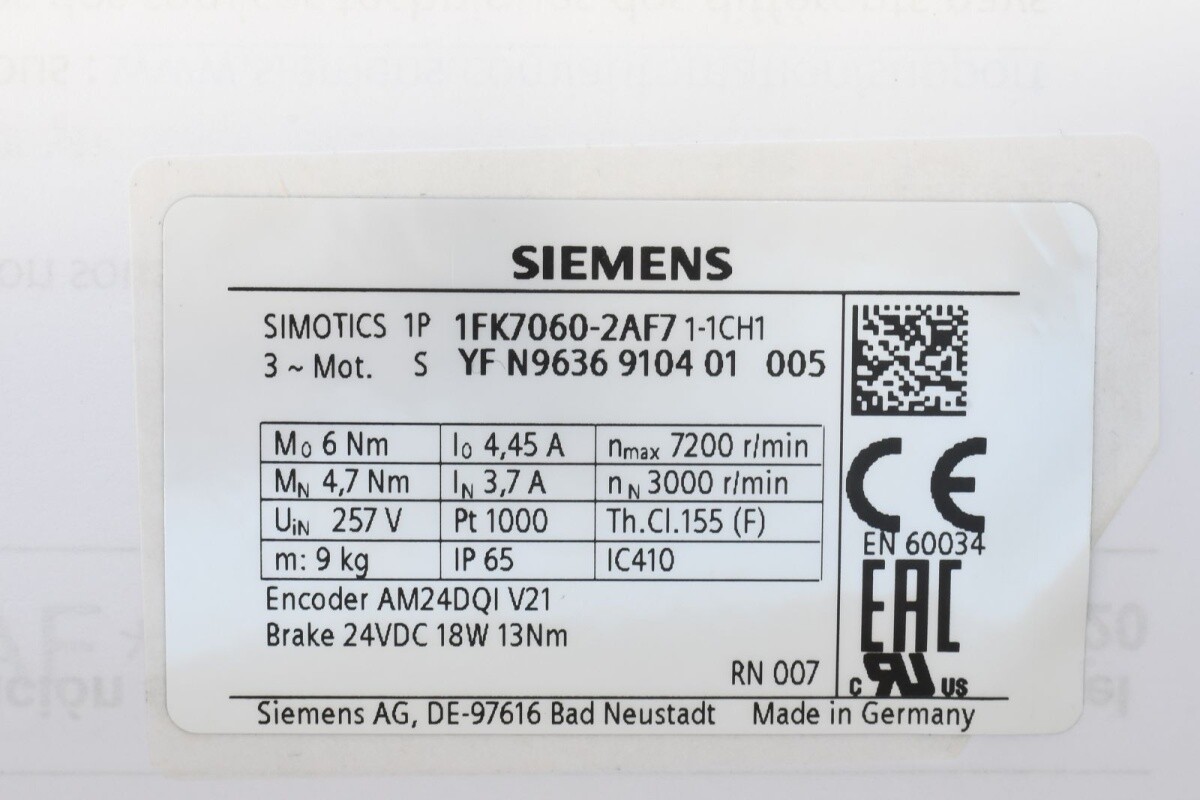 SIEMENS
SIMOTICS 1P 1FK7060-2AF7 1-1CH1
3 ~ Mot. S YF N9636 9104 01 005
M0 6 Nm I0 4,45 A nmax 7200 r/min
MN 4,7 Nm IN 3,7 A nN 3000 r/min
UiN 257 V Pt 1000 Th.Cl.155 (F)
m: 9 kg IP 65 IC410
Encoder AM24DQI V21
Brake 24VDC 18W 13Nm
RN 007
CE
EN 60034
EAC
c RU US
Siemens AG, DE-97616 Bad Neustadt Made in Germany